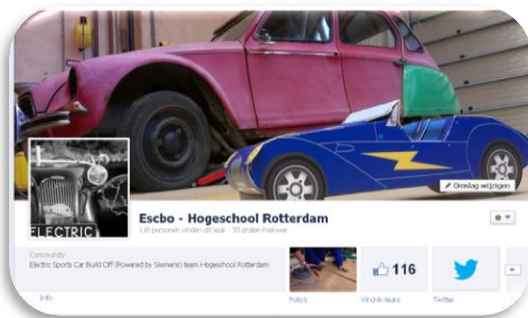 Omslag wijzigen
ELECTRIC
Escbo - Hogeschool Rotterdam
116 personen vinden dit leuk · 55 praten hierover
Community
Electric Sports Car Build Off (Powered by Siemens) team Hogeschool Rotterdam
116
Info
Foto's
Vind-ik-leuks
Twitter